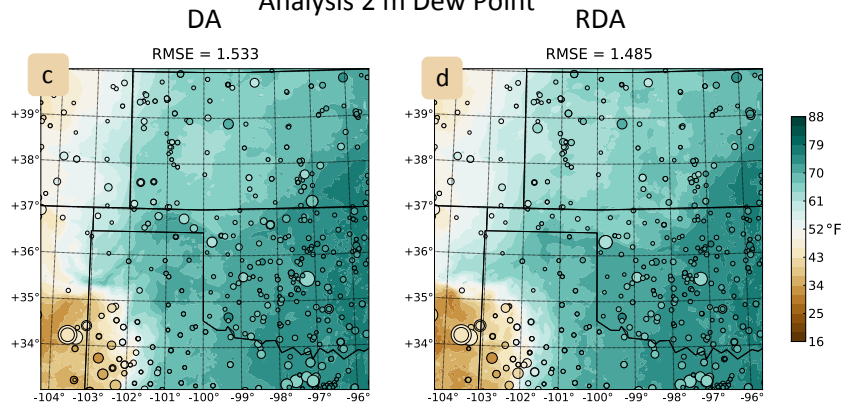 Analysis 2 m Dew Point
DA
RDA
RMSE = 1.533
RMSE = 1.485
c
d
+39°
+38°
+37°
+36°
+35°
+34°
-104° -103° -102° -101° -100° -99° -98° -97° -96°
+39°
+38°
+37°
+36°
+35°
+34°
-104° -103° -102° -101° -100° -99° -98° -97° -96°
88
79
70
61
52 °F
43
34
25
16